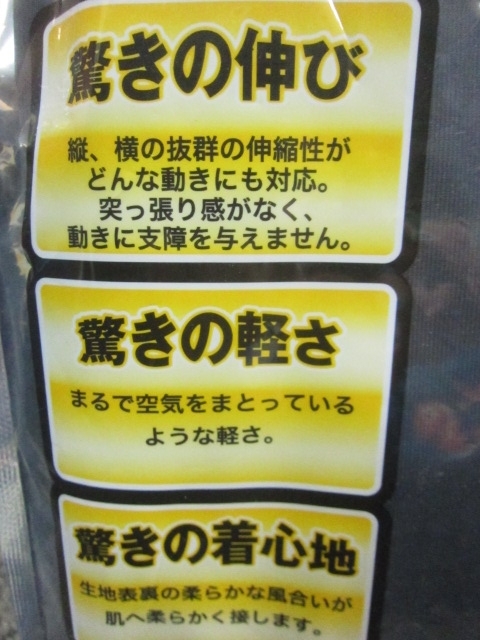 驚きの伸び
縦、横の抜群の伸縮性が
どんな動きにも対応。
突っ張り感がなく、
動きに支障を与えません。
驚きの軽さ
まるで空気をまとっている
ような軽さ。
驚きの着心地
生地表裏の柔らかな風合いが
肌へ柔らかく接します。